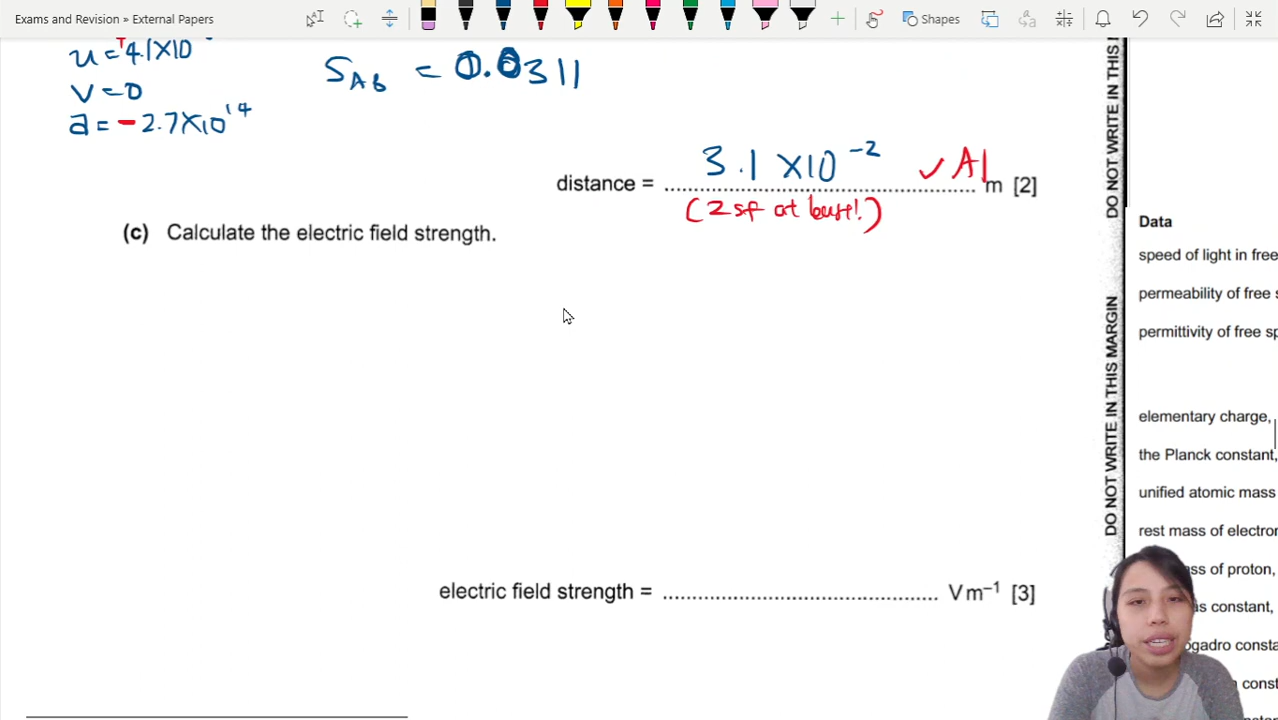 Exams and Revision » External Papers
Shapes
u = 4.1×10
v = 0
a = - 2.7×10¹⁴
S_AB = 0.0311
3.1 ×10⁻² ✓ A1
distance = ........ m [2]
(2 sf at least!)
(c) Calculate the electric field strength.
electric field strength = ........ V m⁻¹ [3]
DO NOT WRITE IN THIS M
DO NOT WRITE IN THIS MARGIN
Data
speed of light in free
permeability of free s
permittivity of free sp
elementary charge,
the Planck constant,
unified atomic mass
rest mass of electron
ss of proton,
s constant,
ogadro consta
const